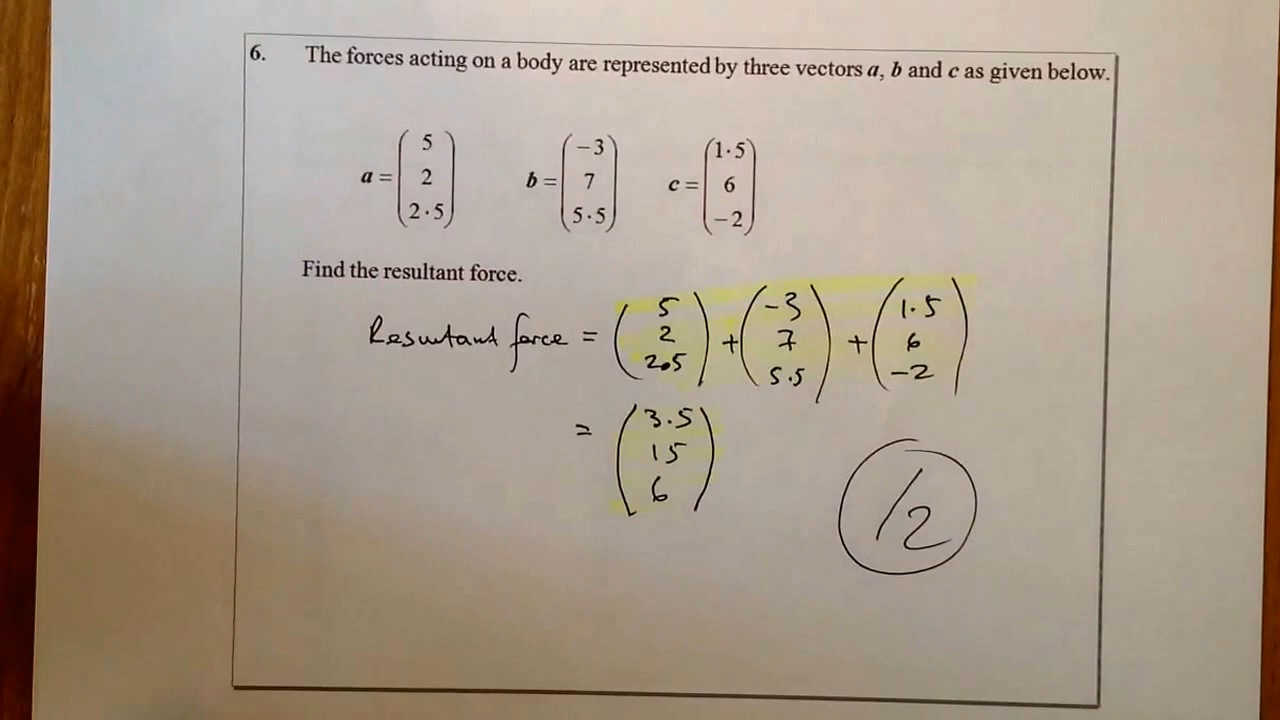 6. The forces acting on a body are represented by three vectors a, b and c as given below.
a = ( 5 2 2·5 ) b = ( −3 7 5·5 ) c = ( 1·5 6 −2 )
Find the resultant force.
Resultant force = ( 5 2 2.5 ) + ( -3 7 5.5 ) + ( 1.5 6 -2 )
= ( 3.5 15 6 )
/2